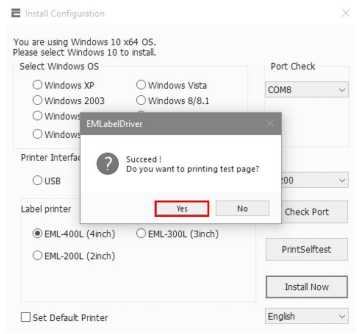 Install Configuration
You are using Windows 10 x64 OS.
Please select Windows 10 to install.
Select Windows OS
Port Check
Windows XP
Windows Vista
COM8
Windows 2003
Windows 8/8.1
Windows
EMLabelDriver
Windows
Succeed !
Do you want to printing test page?
Printer Interfac
USB
200
Yes
No
Label printer
Check Port
EML-400L (4inch)
EML-300L (3inch)
EML-200L (2inch)
PrintSelftest
Install Now
Set Default Printer
English